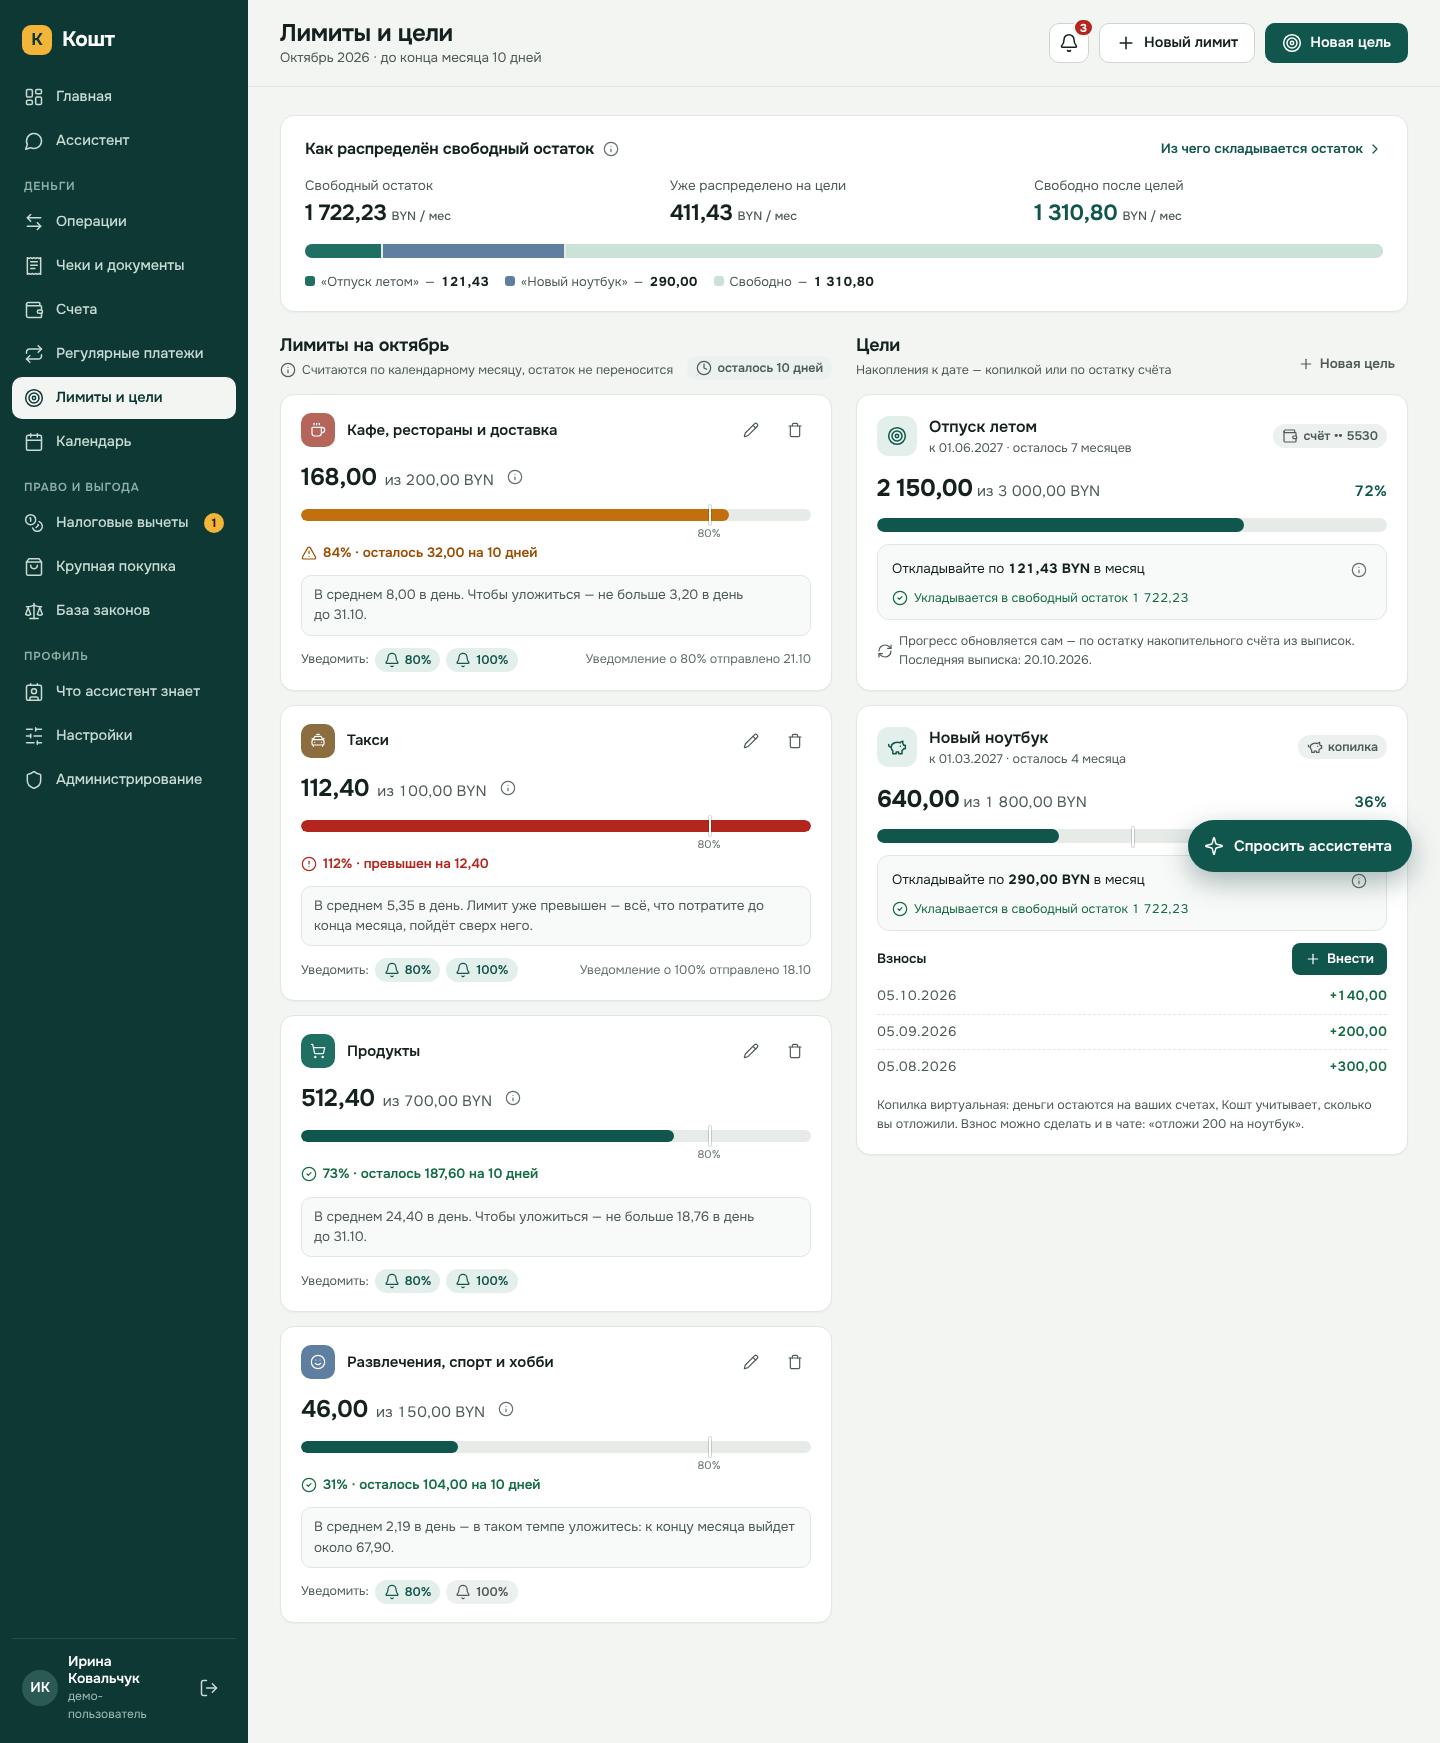 К Кошт
Главная
Ассистент
ДЕНЬГИ
Операции
Чеки и документы
Счета
Регулярные платежи
Лимиты и цели
Календарь
ПРАВО И ВЫГОДА
Налоговые вычеты 1
Крупная покупка
База законов
ПРОФИЛЬ
Что ассистент знает
Настройки
Администрирование
ИК
Ирина
Ковальчук
демо-
пользователь
Лимиты и цели
Октябрь 2026 · до конца месяца 10 дней
3
Новый лимит
Новая цель
Как распределён свободный остаток
Из чего складывается остаток
Свободный остаток
1 722,23 BYN / мес
Уже распределено на цели
411,43 BYN / мес
Свободно после целей
1 310,80 BYN / мес
«Отпуск летом» – 121,43
«Новый ноутбук» – 290,00
Свободно – 1 310,80
Лимиты на октябрь
Считаются по календарному месяцу, остаток не переносится
осталось 10 дней
Кафе, рестораны и доставка
168,00 из 200,00 BYN
80%
84% · осталось 32,00 на 10 дней
В среднем 8,00 в день. Чтобы уложиться — не больше 3,20 в день
до 31.10.
Уведомить: 80% 100% Уведомление о 80% отправлено 21.10
Такси
112,40 из 100,00 BYN
80%
112% · превышен на 12,40
В среднем 5,35 в день. Лимит уже превышен — всё, что потратите до
конца месяца, пойдёт сверх него.
Уведомить: 80% 100% Уведомление о 100% отправлено 18.10
Продукты
512,40 из 700,00 BYN
80%
73% · осталось 187,60 на 10 дней
В среднем 24,40 в день. Чтобы уложиться — не больше 18,76 в день
до 31.10.
Уведомить: 80% 100%
Развлечения, спорт и хобби
46,00 из 150,00 BYN
80%
31% · осталось 104,00 на 10 дней
В среднем 2,19 в день — в таком темпе уложитесь: к концу месяца выйдет
около 67,90.
Уведомить: 80% 100%
Цели
Накопления к дате — копилкой или по остатку счёта
Новая цель
Отпуск летом
к 01.06.2027 · осталось 7 месяцев
счёт •• 5530
2 150,00 из 3 000,00 BYN
72%
Откладывайте по 121,43 BYN в месяц
Укладывается в свободный остаток 1 722,23
Прогресс обновляется сам — по остатку накопительного счёта из выписок.
Последняя выписка: 20.10.2026.
Новый ноутбук
к 01.03.2027 · осталось 4 месяца
копилка
640,00 из 1 800,00 BYN
36%
Спросить ассистента
Откладывайте по 290,00 BYN в месяц
Укладывается в свободный остаток 1 722,23
Взносы
Внести
05.10.2026 +140,00
05.09.2026 +200,00
05.08.2026 +300,00
Копилка виртуальная: деньги остаются на ваших счетах, Кошт учитывает, сколько
вы отложили. Взнос можно сделать и в чате: «отложи 200 на ноутбук».